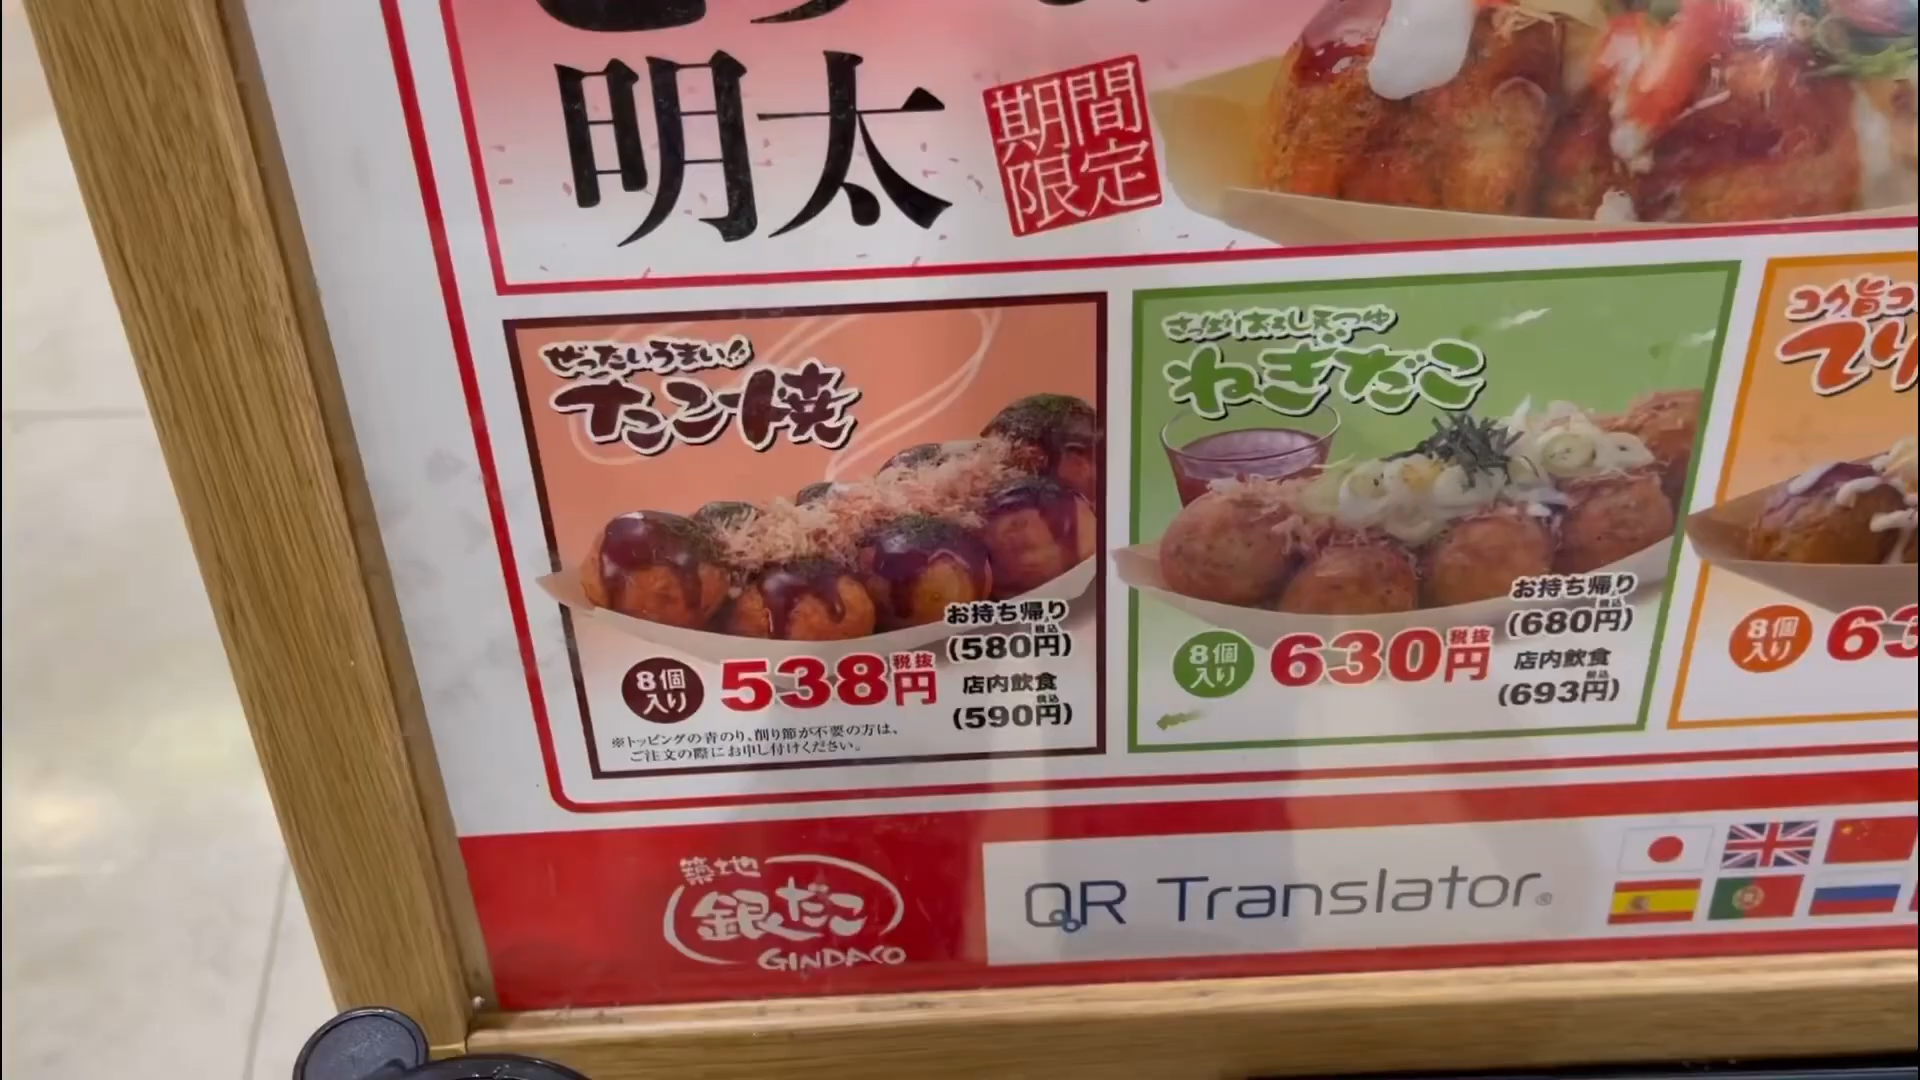 明太
期間
限定
ぜったいうまい!!
たこ焼
8個
入り
538円
税抜
お持ち帰り
税込
(580円)
店内飲食
税込
(590円)
※トッピングの青のり、削り節が不要の方は、
ご注文の際にお申し付けください。
さっぱりおろし天つゆ
ねぎだこ
8個
入り
630円
税抜
お持ち帰り
税込
(680円)
店内飲食
税込
(693円)
コク旨コ
てり
8個
入り
63
築地
銀だこ
GINDACO
QR Translator®